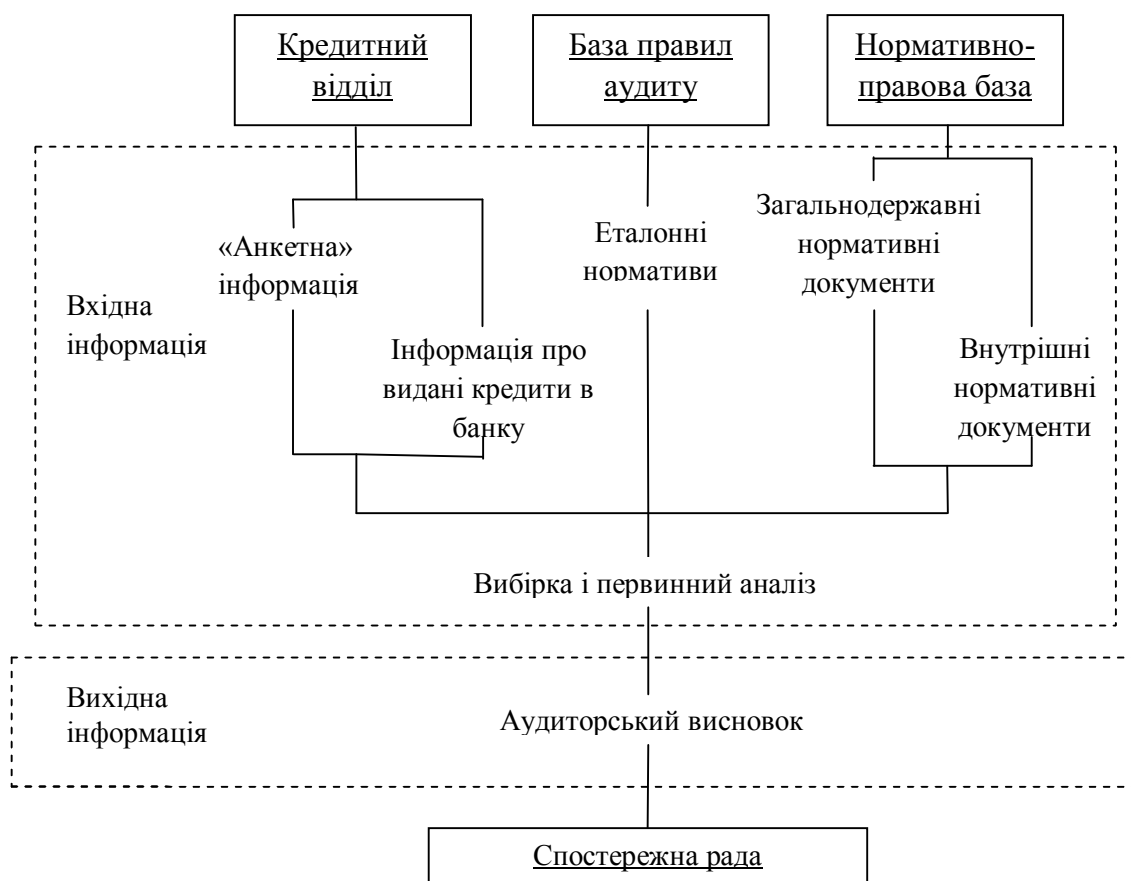 Кредитний
відділ
База правил
аудиту
Нормативно-
правова база
Загальнодержавні
нормативні
документи
«Анкетна»
інформація
Еталонні
нормативи
Вхідна
інформація
Інформація про
видані кредити в
банку
Внутрішні
нормативні
документи
Вибірка і первинний аналіз
Вихідна
інформація
Аудиторський висновок
Спостережна рада